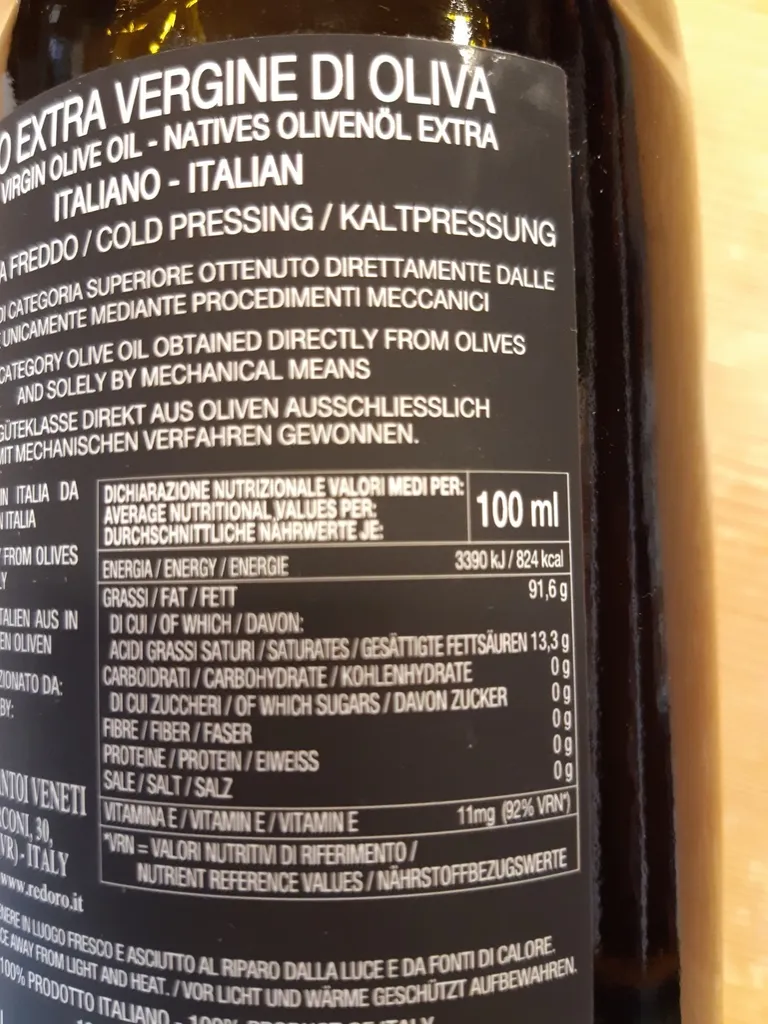 O EXTRA VERGINE DI OLIVA
VIRGIN OLIVE OIL - NATIVES OLIVENÖL EXTRA
ITALIANO - ITALIAN
A FREDDO / COLD PRESSING / KALTPRESSUNG
DI CATEGORIA SUPERIORE OTTENUTO DIRETTAMENTE DALLE
UNICAMENTE MEDIANTE PROCEDIMENTI MECCANICI
CATEGORY OLIVE OIL OBTAINED DIRECTLY FROM OLIVES
AND SOLELY BY MECHANICAL MEANS
GÜTEKLASSE DIREKT AUS OLIVEN AUSSCHLIESSLICH
MIT MECHANISCHEN VERFAHREN GEWONNEN.
IN ITALIA DA
N ITALIA
FROM OLIVES
LY
TALIEN AUS IN
EN OLIVEN
ZIONATO DA:
BY:
ANTOI VENETI
RCONI, 30,
(VR) - ITALY
www.redoro.it
DICHIARAZIONE NUTRIZIONALE VALORI MEDI PER:
AVERAGE NUTRITIONAL VALUES PER:
DURCHSCHNITTLICHE NÄHRWERTE JE:
100 ml
ENERGIA / ENERGY / ENERGIE 3390 kJ / 824 kcal
GRASSI / FAT / FETT 91,6 g
DI CUI / OF WHICH / DAVON:
ACIDI GRASSI SATURI / SATURATES / GESÄTTIGTE FETTSÄUREN 13,3 g
CARBOIDRATI / CARBOHYDRATE / KOHLENHYDRATE 0 g
DI CUI ZUCCHERI / OF WHICH SUGARS / DAVON ZUCKER 0 g
FIBRE / FIBER / FASER 0 g
PROTEINE / PROTEIN / EIWEISS 0 g
SALE / SALT / SALZ 0 g
VITAMINA E / VITAMIN E / VITAMIN E 11mg (92% VRN*)
*VRN = VALORI NUTRITIVI DI RIFERIMENTO /
NUTRIENT REFERENCE VALUES / NÄHRSTOFFBEZUGSWERTE
NERE IN LUOGO FRESCO E ASCIUTTO AL RIPARO DALLA LUCE E DA FONTI DI CALORE.
CE AWAY FROM LIGHT AND HEAT. / VOR LICHT UND WÄRME GESCHÜTZT AUFBEWAHREN.
100% PRODOTTO ITALIANO - 100% PRODUCT OF ITALY